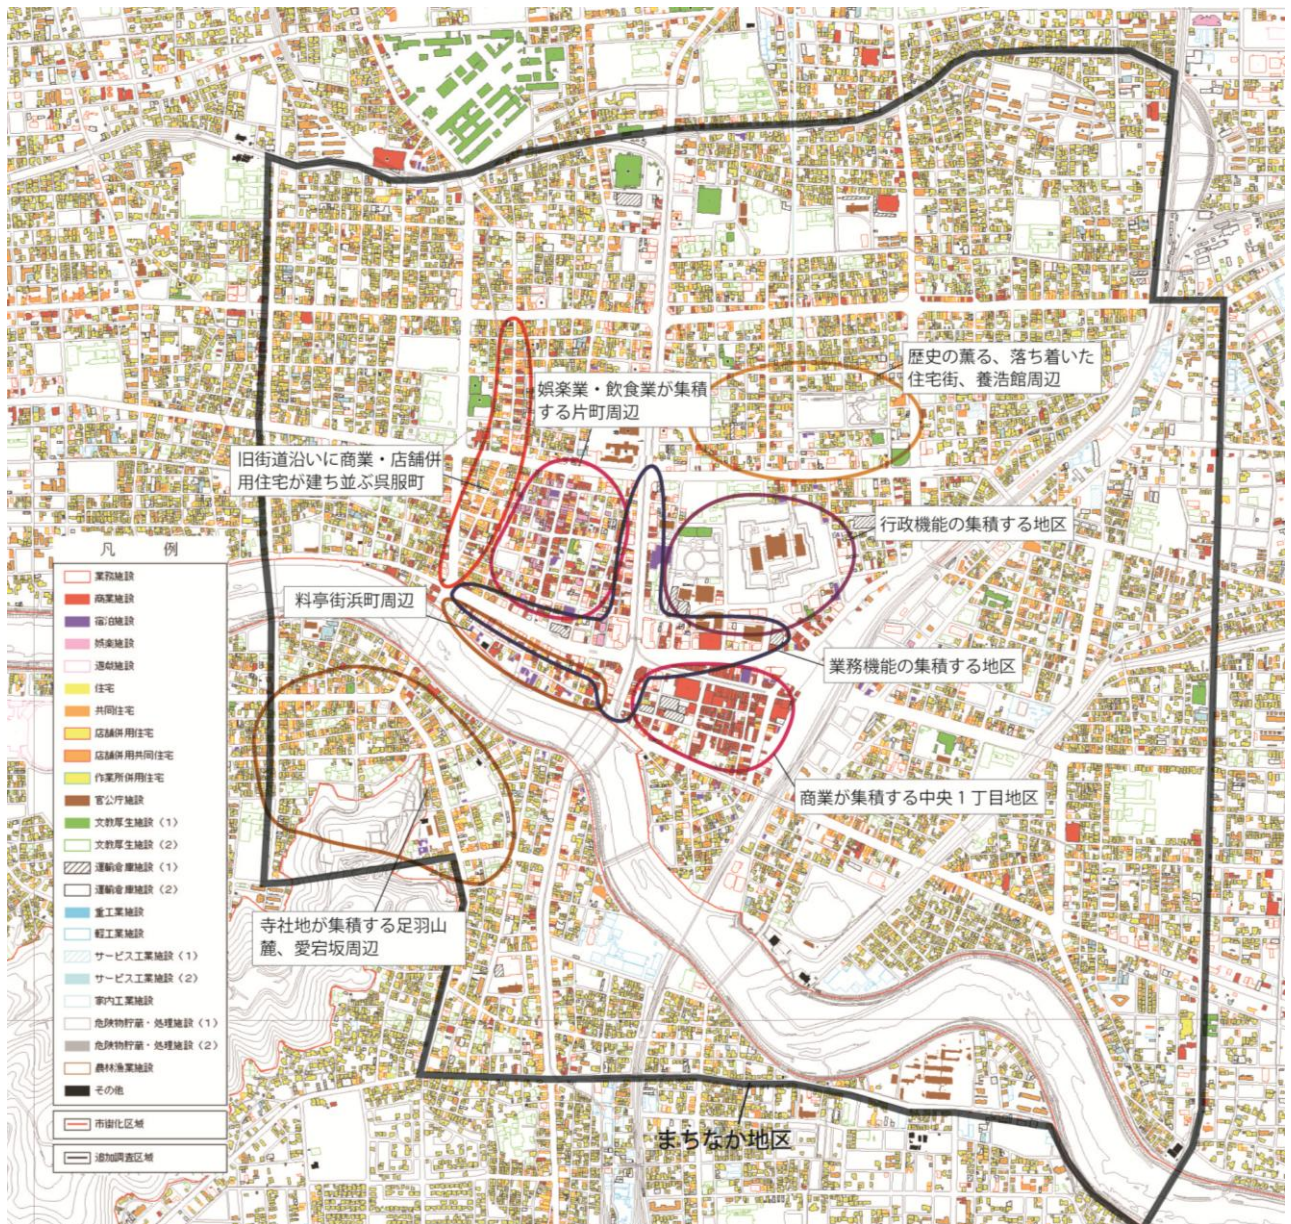 歴史の薫る、落ち着いた
住宅街、養浩館周辺
娯楽業・飲食業が集積
する片町周辺
旧街道沿いに商業・店舗併
用住宅が建ち並ぶ呉服町
行政機能の集積する地区
料亭街浜町周辺
業務機能の集積する地区
商業が集積する中央１丁目地区
寺社地が集積する足羽山
麓、愛宕坂周辺
まちなか地区
凡 例
業務施設
商業施設
宿泊施設
娯楽施設
遊戯施設
住宅
共同住宅
店舗併用住宅
店舗併用共同住宅
作業所併用住宅
官公庁施設
文教厚生施設（1）
文教厚生施設（2）
運輸倉庫施設（1）
運輸倉庫施設（2）
重工業施設
軽工業施設
サービス工業施設（1）
サービス工業施設（2）
家内工業施設
危険物貯蔵・処理施設（1）
危険物貯蔵・処理施設（2）
農林漁業施設
その他
市街化区域
追加調査区域